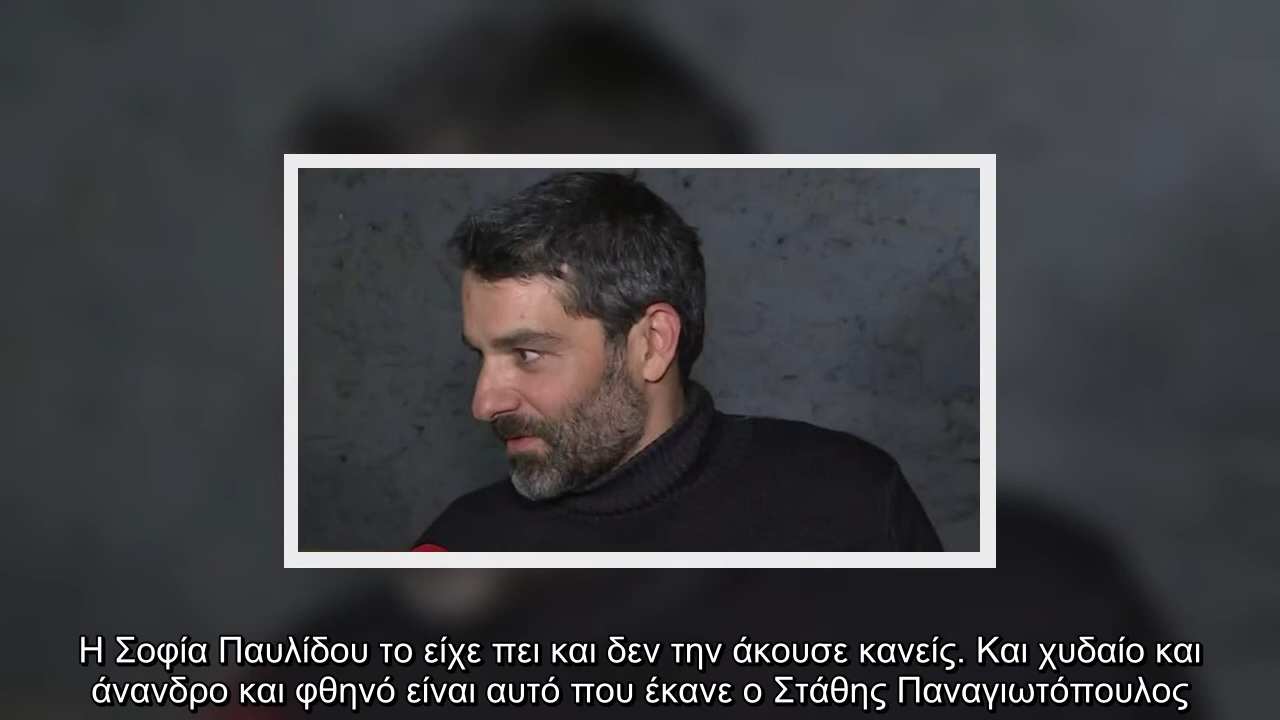 Η Σοφία Παυλίδου το είχε πει και δεν την άκουσε κανείς. Και χυδαίο και
άνανδρο και φθηνό είναι αυτό που έκανε ο Στάθης Παναγιωτόπουλος